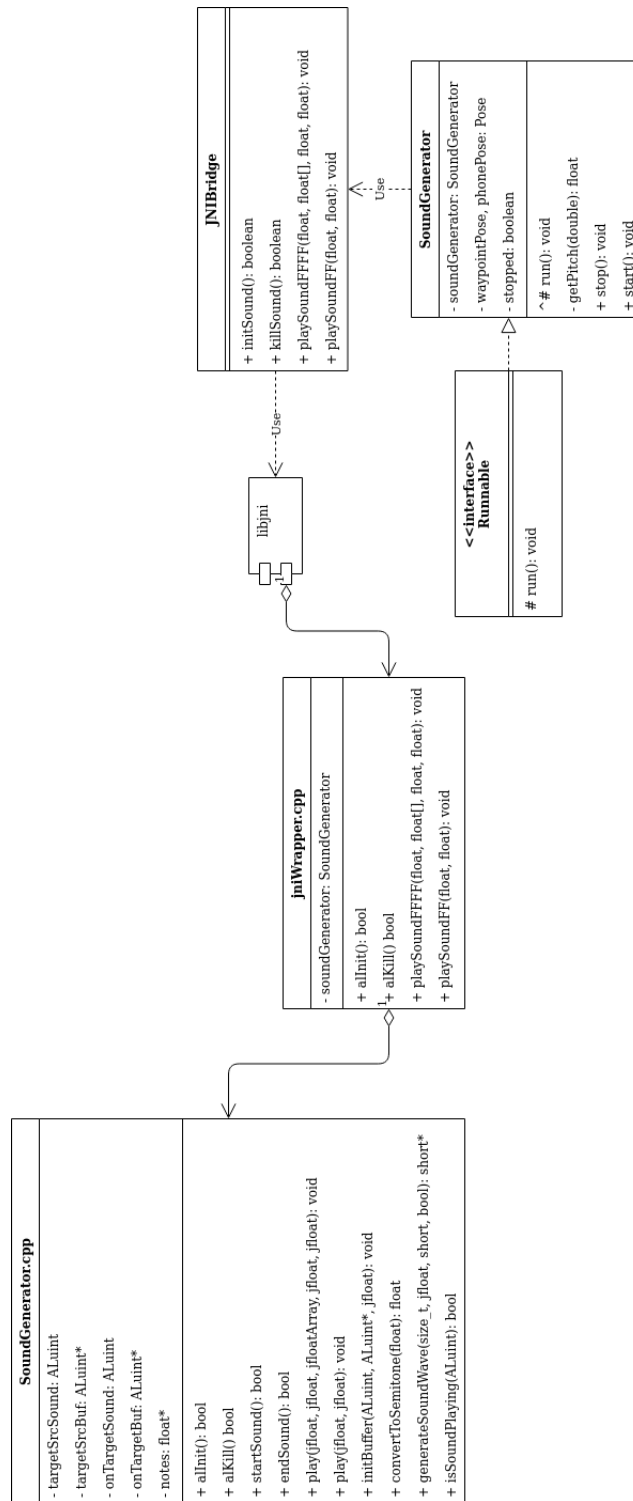 SoundGenerator.cpp
- targetSrcSound: ALuint
- targetSrcBuf: ALuint*
- onTargetSound: ALuint
- onTargetBuf: ALuint*
- notes: float*
+ alInit(): bool
+ alKill() bool
+ startSound(): bool
+ endSound(): bool
+ play(jfloat, jfloat, jfloatArray, jfloat, jfloat): void
+ play(jfloat, jfloat): void
+ initBuffer(ALuint, ALuint*, jfloat): void
+ convertToSemitone(float): float
+ generateSoundWave(size_t, jfloat, short, bool): short*
+ isSoundPlaying(ALuint): bool
1
jniWrapper.cpp
- soundGenerator: SoundGenerator
+ alInit(): bool
+ alKill() bool
+ playSoundFFFF(float, float[], float, float): void
+ playSoundFF(float, float): void
1
libjni
Use
JNIBridge
+ initSound(): boolean
+ killSound(): boolean
+ playSoundFFFF(float, float[], float, float): void
+ playSoundFF(float, float): void
Use
<<interface>>
Runnable
# run(): void
SoundGenerator
- soundGenerator: SoundGenerator
- waypointPose, phonePose: Pose
- stopped: boolean
^# run(): void
- getPitch(double): float
+ stop(): void
+ start(): void